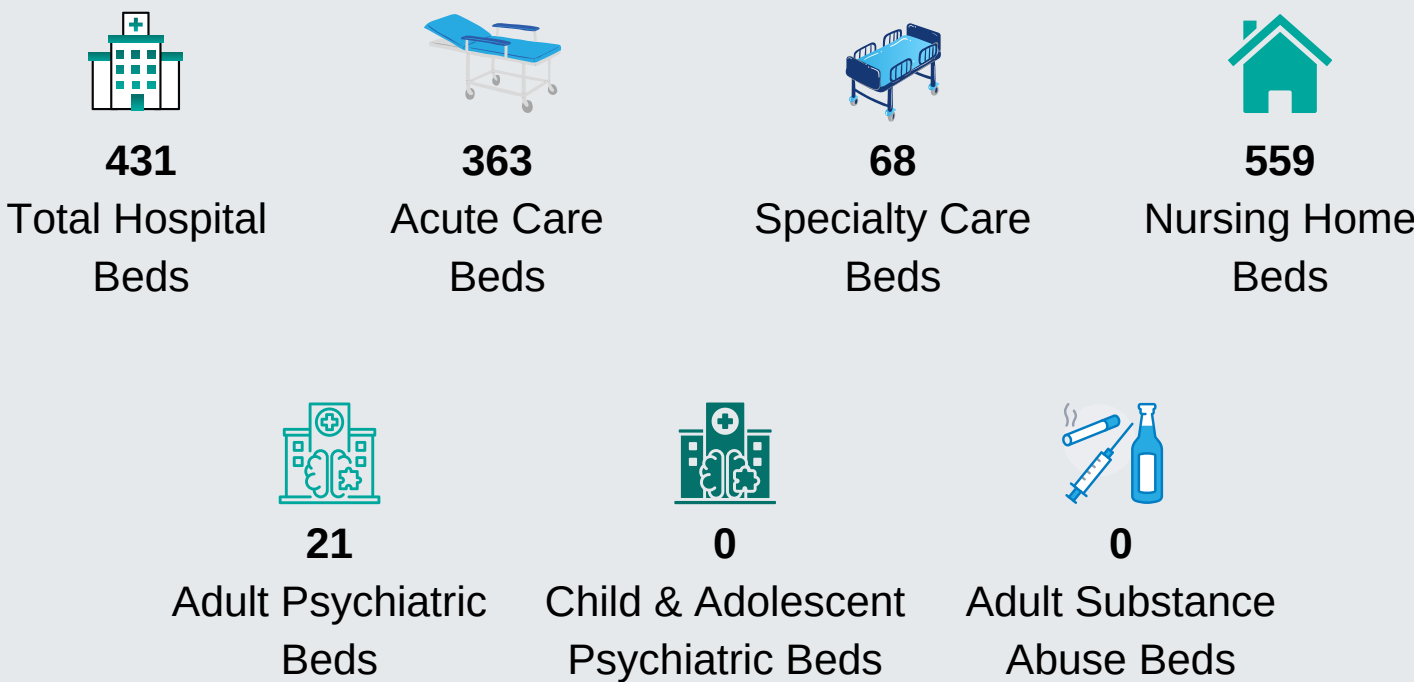 431
Total Hospital
Beds
363
Acute Care
Beds
68
Specialty Care
Beds
559
Nursing Home
Beds
21
Adult Psychiatric
Beds
0
Child & Adolescent
Psychiatric Beds
0
Adult Substance
Abuse Beds